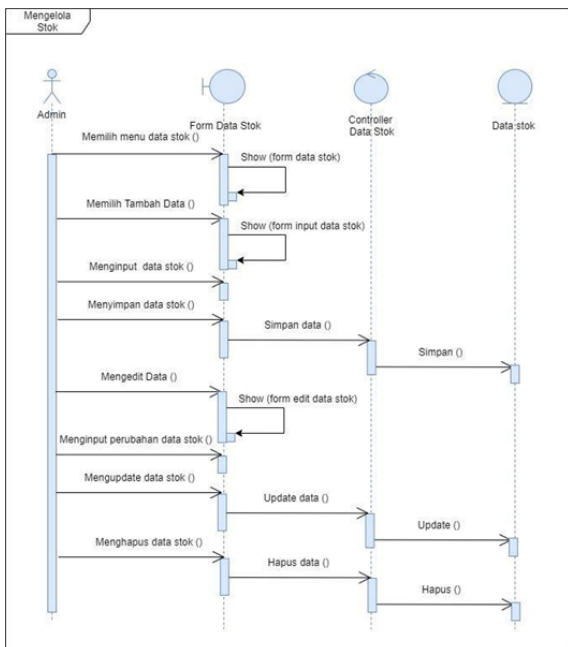 Mengelola
Stok
Admin
Form Data Stok
Controller
Data Stok
Data stok
Memilih menu data stok ()
Show (form data stok)
Memilih Tambah Data ()
Show (form input data stok)
Menginput data stok ()
Menyimpan data stok ()
Simpan data ()
Simpan ()
Mengedit Data ()
Show (form edit data stok)
Menginput perubahan data stok ()
Mengupdate data stok ()
Update data ()
Update ()
Menghapus data stok ()
Hapus data ()
Hapus ()